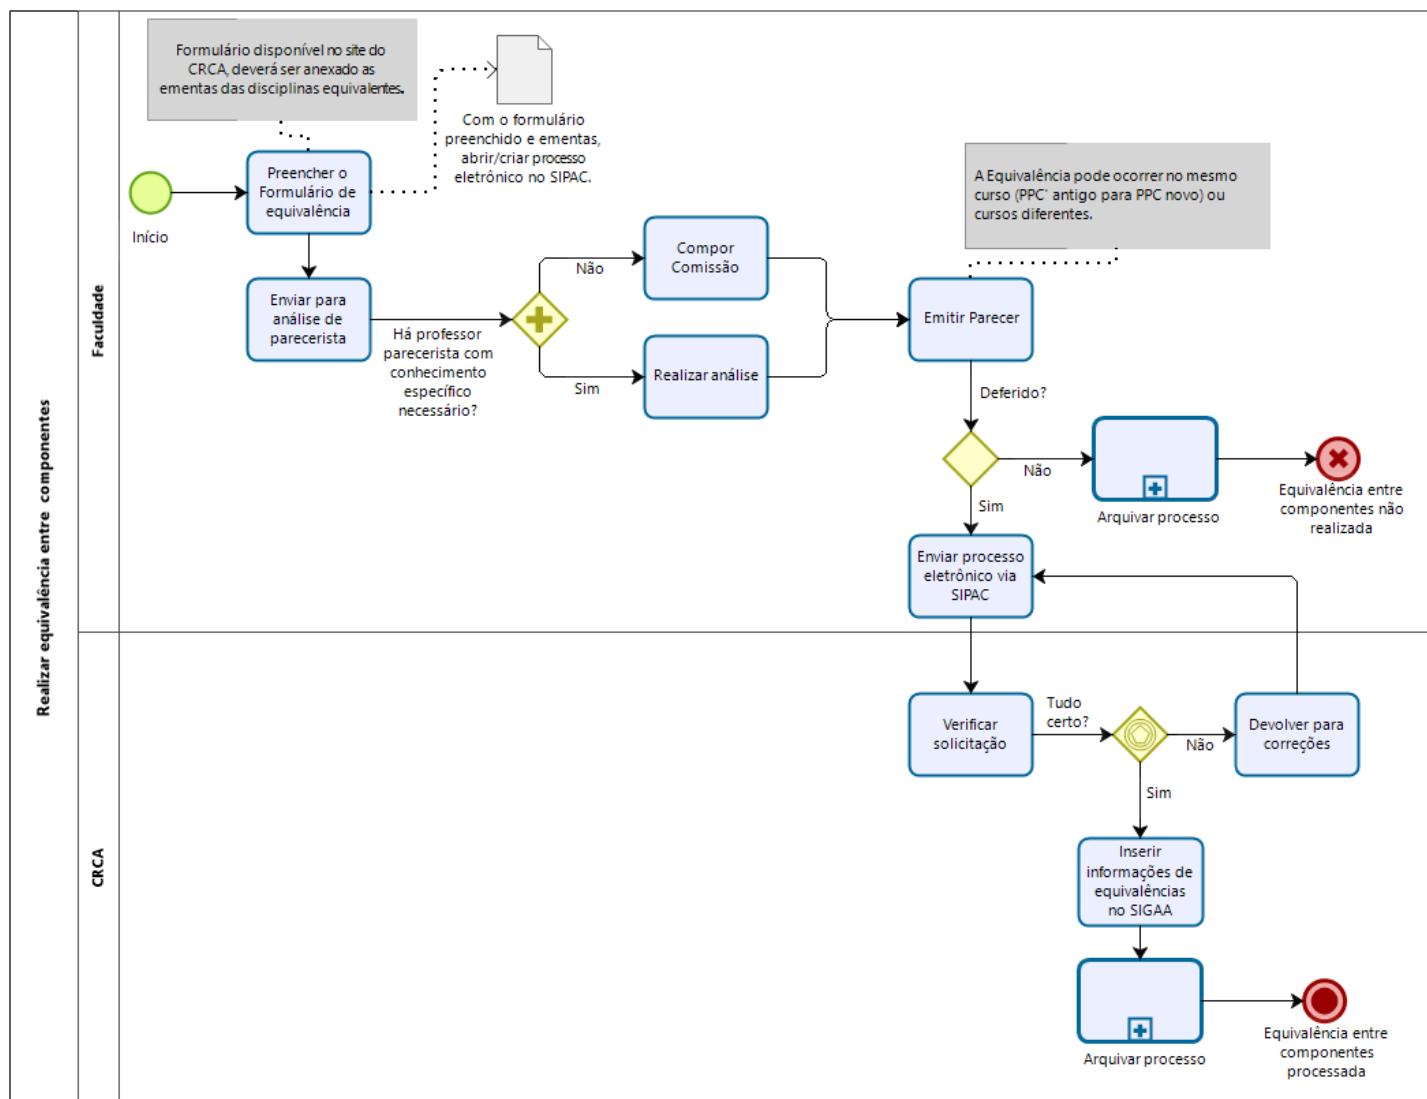 Realizar equivalência entre componentes
Faculdade
Formulário disponível no site do
CRCA, deverá ser anexado as
ementas das disciplinas equivalentes.
Com o formulário
preenchido e ementas,
abrir/criar processo
eletrônico no SIPAC.
Início
Preencher o
Formulário de
equivalência
Enviar para
análise de
parecerista
Há professor
parecerista com
conhecimento
específico
necessário?
Não
Sim
Compor
Comissão
Realizar análise
A Equivalência pode ocorrer no mesmo
curso (PPC` antigo para PPC novo) ou
cursos diferentes.
Emitir Parecer
Deferido?
Não
Sim
Arquivar processo
Equivalência entre
componentes não
realizada
Enviar processo
eletrônico via
SIPAC
CRCA
Verificar
solicitação
Tudo
certo?
Não
Devolver para
correções
Sim
Inserir
informações de
equivalências
no SIGAA
Arquivar processo
Equivalência entre
componentes
processada